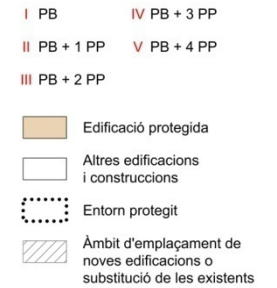 I PB
IV PB + 3 PP
II PB + 1 PP
V PB + 4 PP
III PB + 2 PP
Edificació protegida
Altres edificacions
i construccions
Entorn protegit
Àmbit d'emplaçament de
noves edificacions o
substitució de les existents